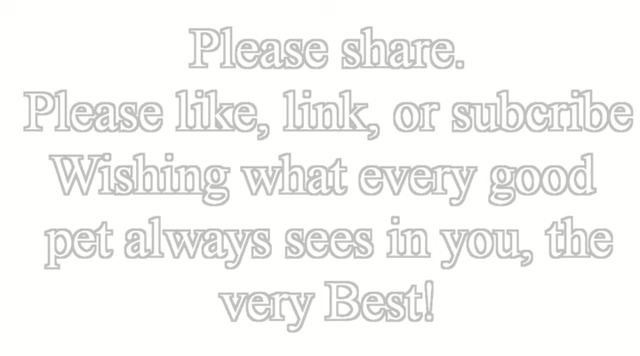 Please share.
Please like, link, or subcribe
Wishing what every good
pet always sees in you, the
very Best!